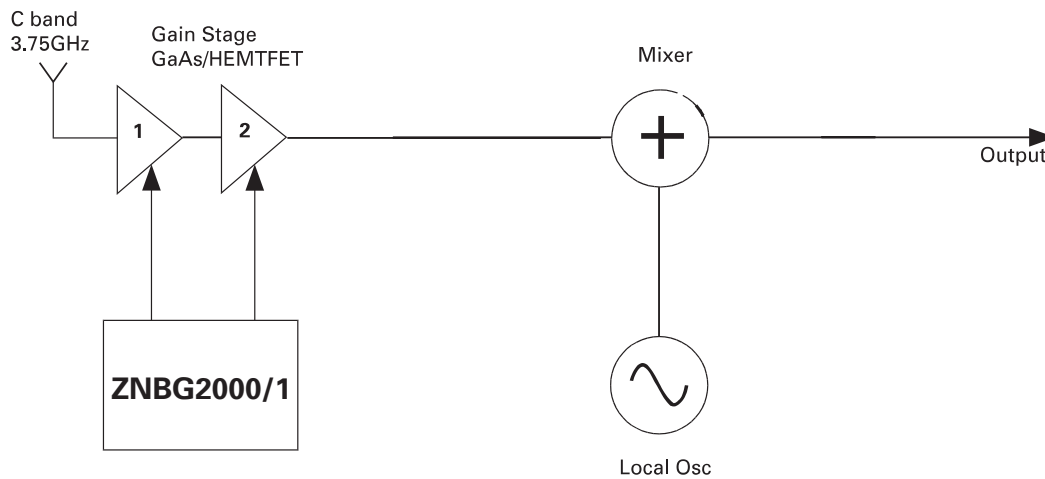 C band
3.75GHz
Gain Stage
GaAs/HEMTFET
Mixer
1
2
+
Output
ZNBG2000/1
Local Osc